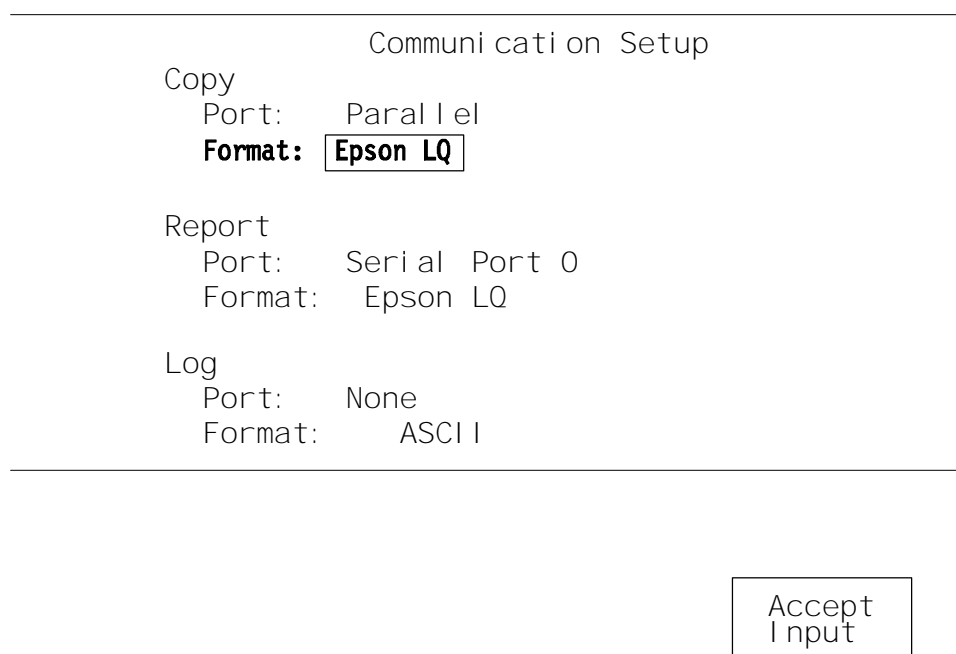 Communication Setup
Copy
Port: Parallel
Format: Epson LQ
Report
Port: Serial Port 0
Format: Epson LQ
Log
Port: None
Format: ASCII
Accept
Input